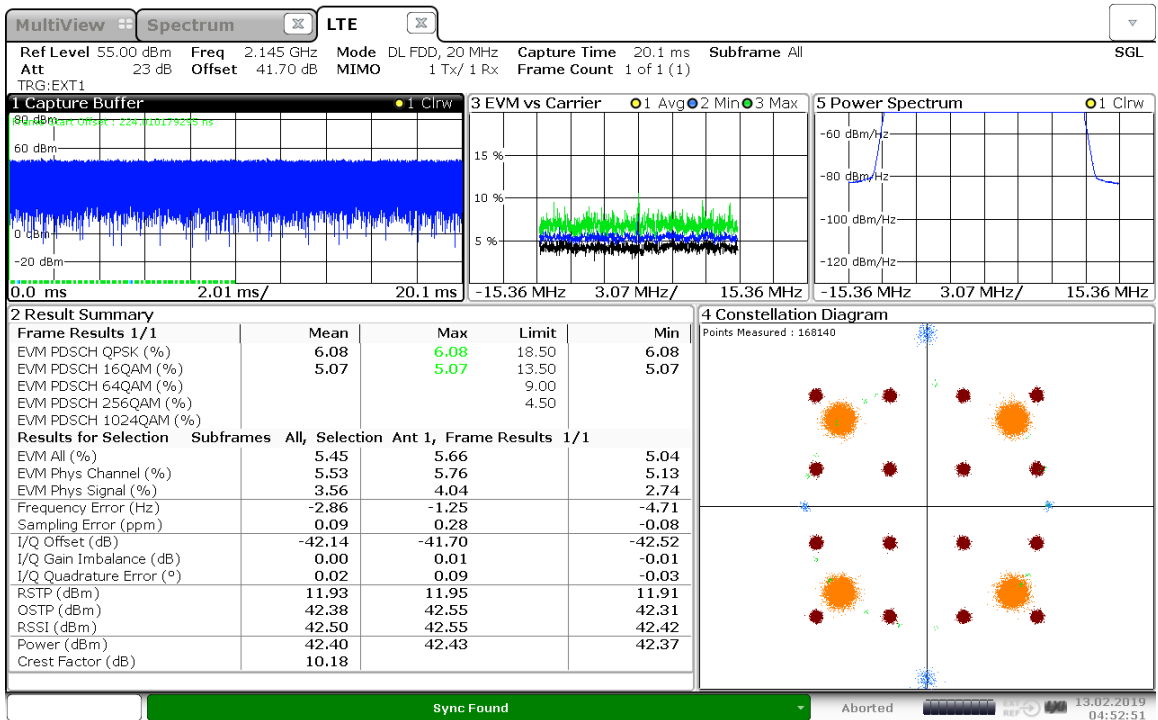 MultiView Spectrum LTE
Ref Level 55.00 dBm Freq 2.145 GHz Mode DL FDD, 20 MHz Capture Time 20.1 ms Subframe All SGL
Att 23 dB Offset 41.70 dB MIMO 1 Tx/ 1 Rx Frame Count 1 of 1 (1)
TRG:EXT1
1 Capture Buffer 1 Clrw
80 dBm
Frame Start Offset : 224.010179295 ns
60 dBm
0 dBm
-20 dBm
0.0 ms 2.01 ms/ 20.1 ms
3 EVM vs Carrier 1 Avg 2 Min 3 Max
15 %
10 %
5 %
-15.36 MHz 3.07 MHz/ 15.36 MHz
5 Power Spectrum 1 Clrw
-60 dBm/Hz
-80 dBm/Hz
-100 dBm/Hz
-120 dBm/Hz
-15.36 MHz 3.07 MHz/ 15.36 MHz
2 Result Summary
Frame Results 1/1 Mean Max Limit Min
EVM PDSCH QPSK (%) 6.08 6.08 18.50 6.08
EVM PDSCH 16QAM (%) 5.07 5.07 13.50 5.07
EVM PDSCH 64QAM (%) 9.00
EVM PDSCH 256QAM (%) 4.50
EVM PDSCH 1024QAM (%)
Results for Selection Subframes All, Selection Ant 1, Frame Results 1/1
EVM All (%) 5.45 5.66 5.04
EVM Phys Channel (%) 5.53 5.76 5.13
EVM Phys Signal (%) 3.56 4.04 2.74
Frequency Error (Hz) -2.86 -1.25 -4.71
Sampling Error (ppm) 0.09 0.28 -0.08
I/Q Offset (dB) -42.14 -41.70 -42.52
I/Q Gain Imbalance (dB) 0.00 0.01 -0.01
I/Q Quadrature Error (°) 0.02 0.09 -0.03
RSTP (dBm) 11.93 11.95 11.91
OSTP (dBm) 42.38 42.55 42.31
RSSI (dBm) 42.50 42.55 42.42
Power (dBm) 42.40 42.43 42.37
Crest Factor (dB) 10.18
4 Constellation Diagram
Points Measured : 168140
Sync Found
Aborted
EXT
REF
13.02.2019
04:52:51